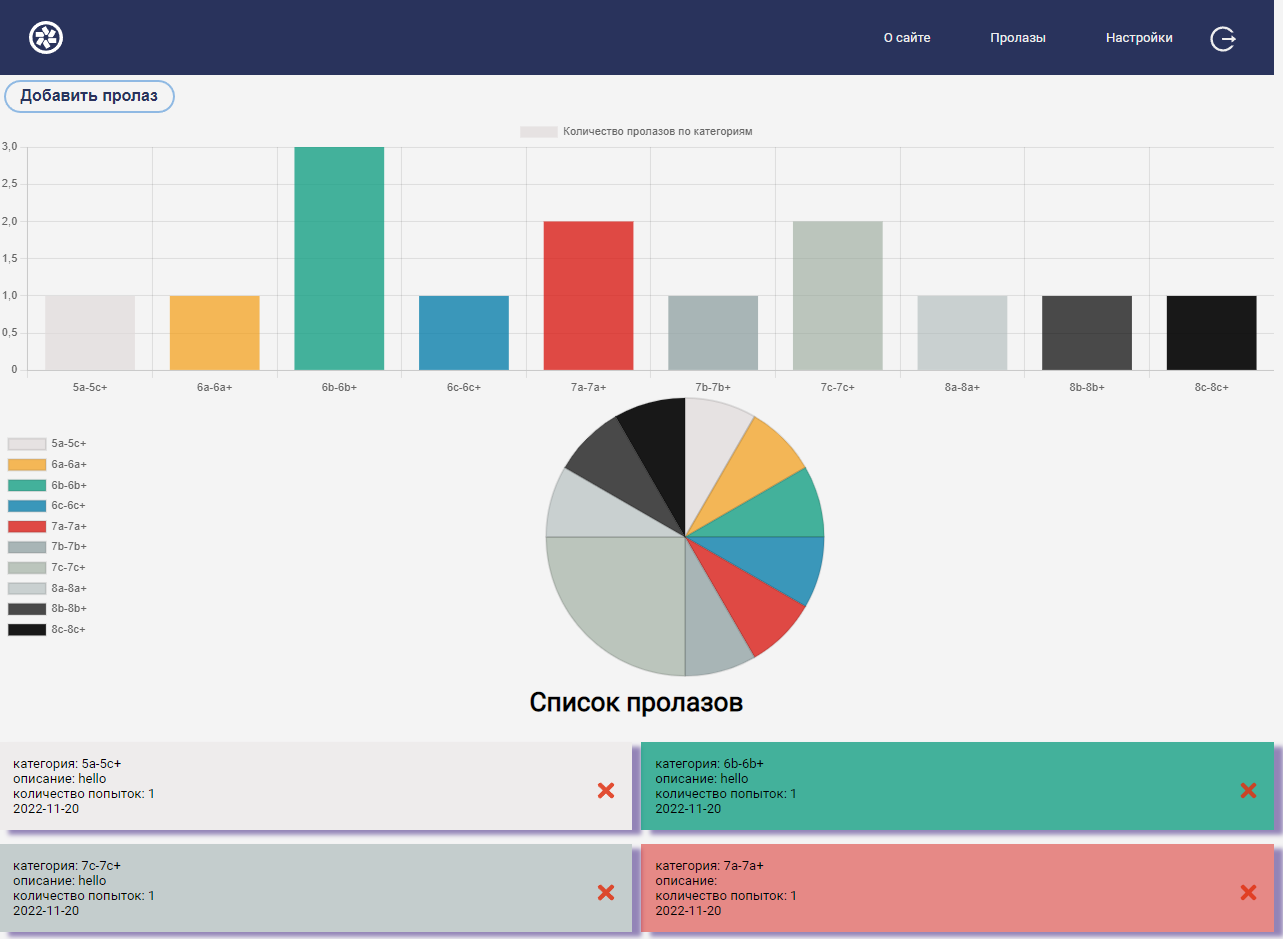 О сайте
Пролазы
Настройки
Добавить пролаз
Количество пролазов по категориям
3,0
2,5
2,0
1,5
1,0
0,5
0
5a-5c+
6a-6a+
6b-6b+
6c-6c+
7a-7a+
7b-7b+
7c-7c+
8a-8a+
8b-8b+
8c-8c+
5a-5c+
6a-6a+
6b-6b+
6c-6c+
7a-7a+
7b-7b+
7c-7c+
8a-8a+
8b-8b+
8c-8c+
Список пролазов
категория: 5a-5c+
описание: hello
количество попыток: 1
2022-11-20
категория: 6b-6b+
описание: hello
количество попыток: 1
2022-11-20
категория: 7c-7c+
описание: hello
количество попыток: 1
2022-11-20
категория: 7a-7a+
описание:
количество попыток: 1
2022-11-20